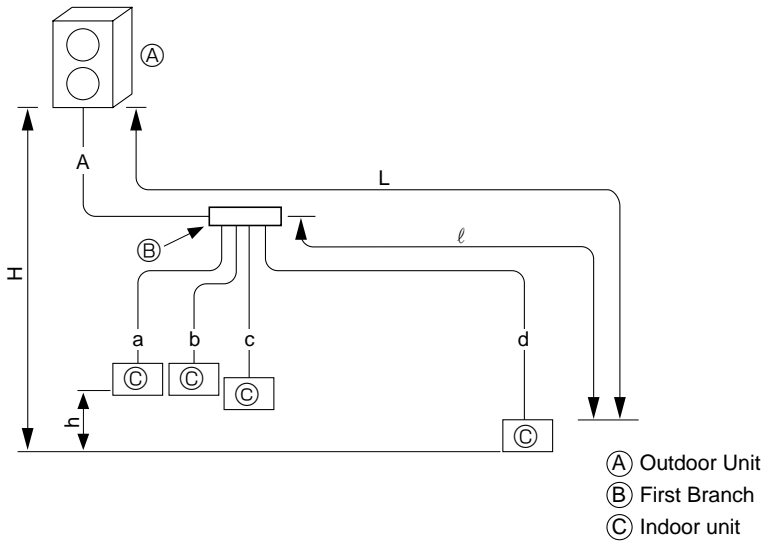 Ⓐ
A
L
Ⓑ
ℓ
H
a b c d
Ⓒ Ⓒ Ⓒ
h
Ⓒ
Ⓐ Outdoor Unit
Ⓑ First Branch
Ⓒ Indoor unit